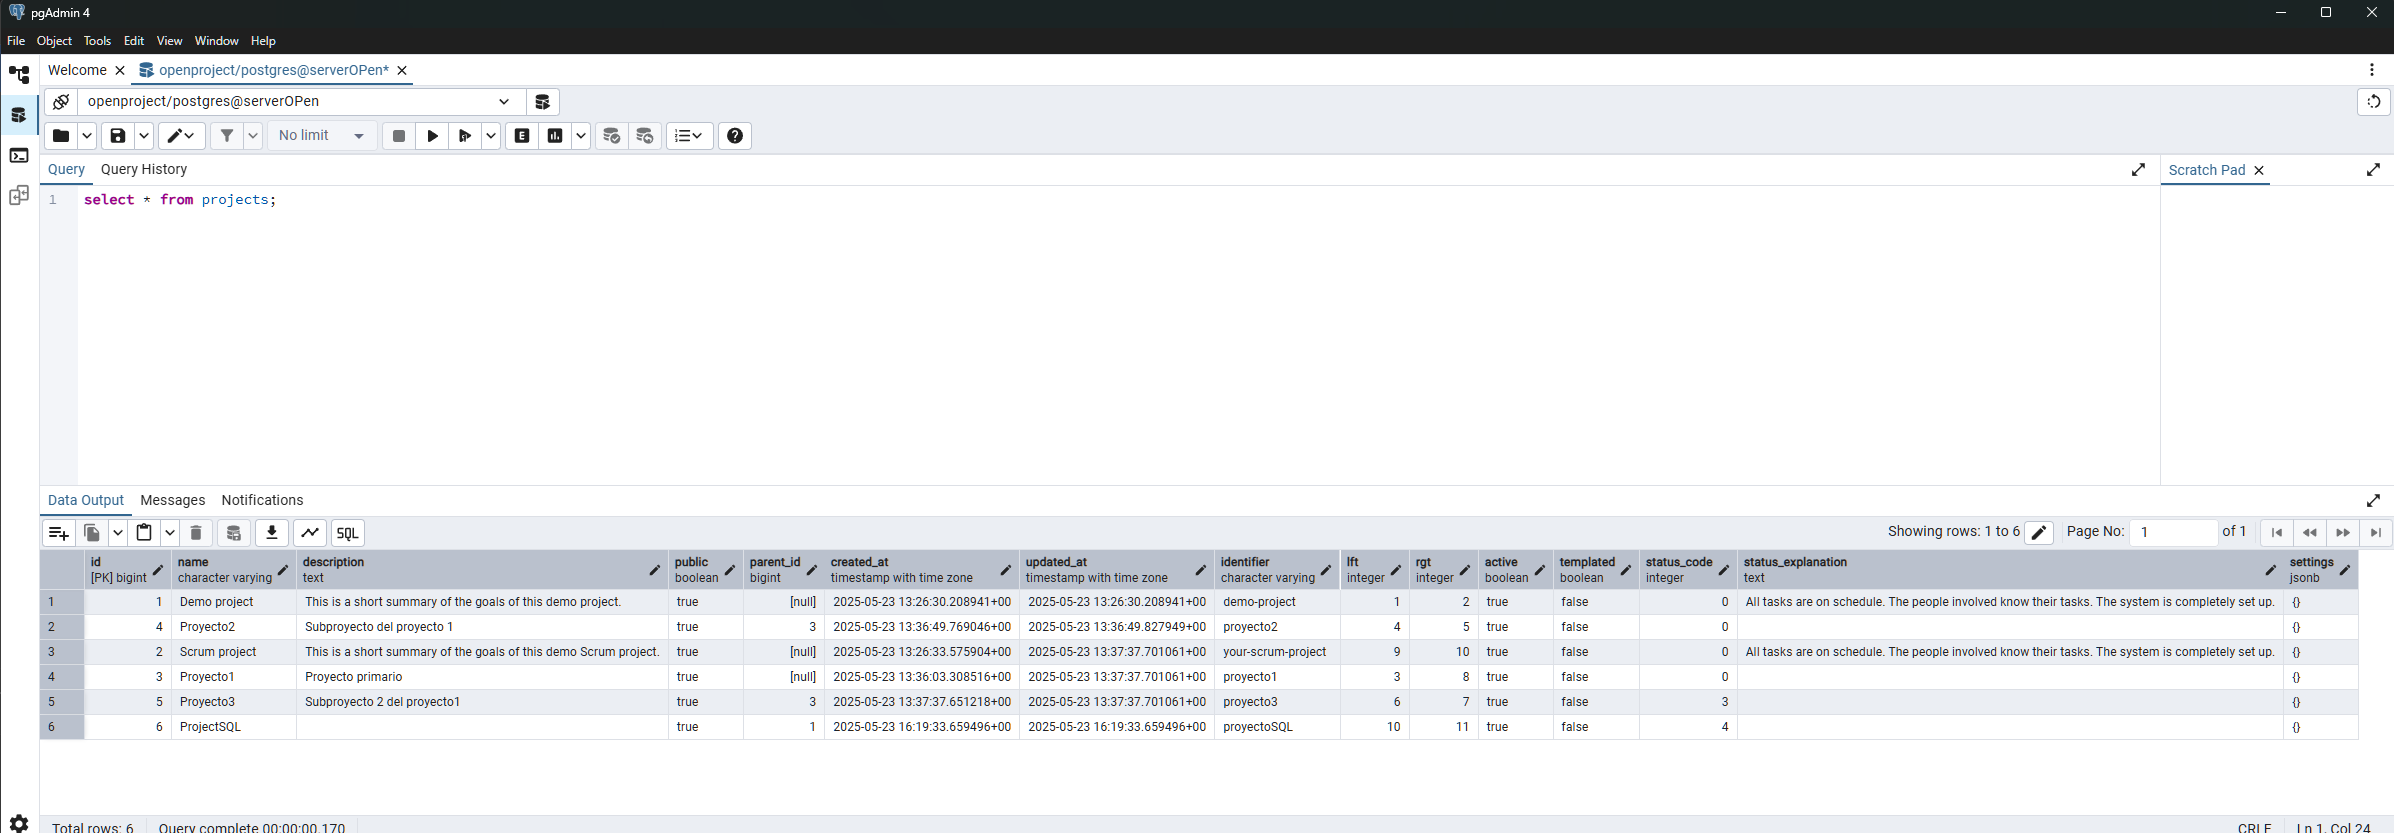 pgAdmin 4
File Object Tools Edit View Window Help
Welcome openproject/postgres@serverOPen*
openproject/postgres@serverOPen
No limit
Query Query History Scratch Pad
1 select * from projects;
Data Output Messages Notifications
SQL Showing rows: 1 to 6 Page No: 1 of 1
id name description public parent_id created_at updated_at identifier lft rgt active templated status_code status_explanation settings
[PK] bigint character varying text boolean bigint timestamp with time zone timestamp with time zone character varying integer integer boolean boolean integer text jsonb
1 1 Demo project This is a short summary of the goals of this demo project. true [null] 2025-05-23 13:26:30.208941+00 2025-05-23 13:26:30.208941+00 demo-project 1 2 true false 0 All tasks are on schedule. The people involved know their tasks. The system is completely set up. {}
2 4 Proyecto2 Subproyecto del proyecto 1 true 3 2025-05-23 13:36:49.769046+00 2025-05-23 13:36:49.827949+00 proyecto2 4 5 true false 0 {}
3 2 Scrum project This is a short summary of the goals of this demo Scrum project. true [null] 2025-05-23 13:26:33.575904+00 2025-05-23 13:37:37.701061+00 your-scrum-project 9 10 true false 0 All tasks are on schedule. The people involved know their tasks. The system is completely set up. {}
4 3 Proyecto1 Proyecto primario true [null] 2025-05-23 13:36:03.308516+00 2025-05-23 13:37:37.701061+00 proyecto1 3 8 true false 0 {}
5 5 Proyecto3 Subproyecto 2 del proyecto1 true 3 2025-05-23 13:37:37.651218+00 2025-05-23 13:37:37.701061+00 proyecto3 6 7 true false 3 {}
6 6 ProjectSQL true 1 2025-05-23 16:19:33.659496+00 2025-05-23 16:19:33.659496+00 proyectoSQL 10 11 true false 4 {}
Total rows: 6 Query complete 00:00:00.170 CRLF Ln 1, Col 24